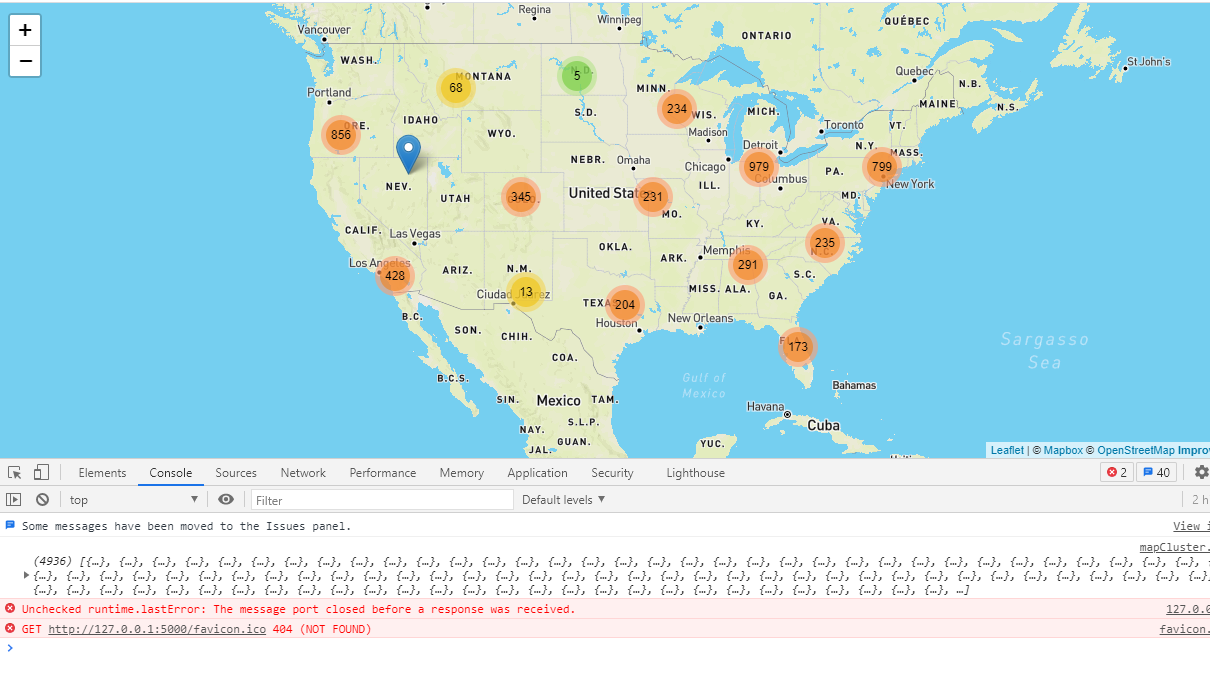 +
−
Regina
Winnipeg
Vancouver
QUÉBEC
ONTARIO
WASH.
St John's
Quebec
MONTANA
68
5
MINN.
N.B.
Portland
234
WIS.
MICH.
MAINE
N.S.
S.D.
IDAHO
Toronto
VT.
856
ORE.
WYO.
Madison
Detroit
N.Y.
MASS.
NEBR.
Omaha
Chicago
979
799
PA.
Columbus
NEV.
New York
UTAH
345
United Stat
231
ILL.
MD.
MO.
KY.
VA.
CALIF.
Las Vegas
235
N.C.
OKLA.
ARK.
Memphis
Los Angeles
428
ARIZ.
N.M.
291
S.C.
Ciudad Juárez
13
MISS.
ALA.
GA.
TEXAS
204
B.C.
Houston
New Orleans
SON.
CHIH.
173
Sargasso
Sea
COA.
B.C.S.
Gulf of
Mexico
Bahamas
SIN.
Mexico
TAM.
Havana
Cuba
S.L.P.
NAY.
GUAN.
YUC.
JAL.
Leaflet | © Mapbox © OpenStreetMap Impro
Elements Console Sources Network Performance Memory Application Security Lighthouse 2 40
top ▼ Filter Default levels ▼ 2 h
Some messages have been moved to the Issues panel. View i
mapCluster.
(4936) [{…}, {…}, {…}, {…}, {…}, {…}, {…}, {…}, {…}, {…}, {…}, {…}, {…}, {…}, {…}, {…}, {…}, {…}, {…}, {…}, {…}, {…}, {…}, {…}, {…}, {…}, {…}, {…}, {…}, {…}, {…}, {…}, {…}, {…},
{…}, {…}, {…}, {…}, {…}, {…}, {…}, {…}, {…}, {…}, {…}, {…}, {…}, {…}, {…}, {…}, {…}, {…}, {…}, {…}, {…}, {…}, {…}, {…}, {…}, {…}, {…}, {…}, {…}, {…}, {…}, {…}, {…}, {…}, {…}, {…},
{…}, {…}, {…}, {…}, {…}, {…}, {…}, {…}, {…}, {…}, {…}, {…}, {…}, {…}, {…}, {…}, {…}, {…}, {…}, {…}, {…}, {…}, {…}, {…}, {…}, {…}, {…}, {…}, …]
Unchecked runtime.lastError: The message port closed before a response was received. 127.0.0
GET http://127.0.0.1:5000/favicon.ico 404 (NOT FOUND) favicon.
>